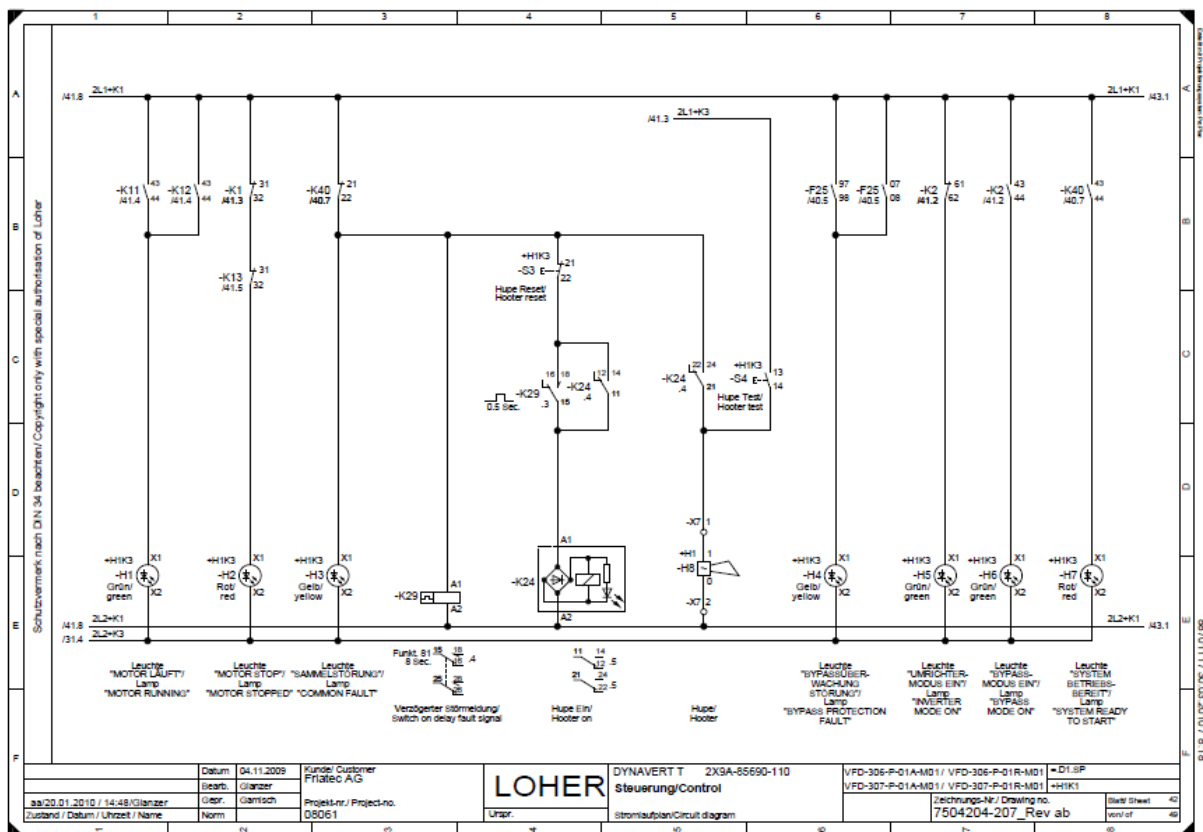 1 2 3 4 5 6 7 8
A
/41.8 2L1+K1
2L1+K1 /43.1
A
/41.3 2L1+K3
-K11 43
/41.4 44
-K12 43
/41.4 44
-K1 31
/41.3 32
-K40 21
/40.7 22
-F25 97
/40.5 98
-F25 07
/40.5 08
-K2 61
/41.2 62
-K2 43
/41.2 44
-K40 43
/40.7 44
B
B
-K13 31
/41.5 32
+H1K3
-S3 E 21
22
Hupe Reset/
Hooter reset
C
C
16 18
-K29
.3 15
0.5 Sec.
12 14
-K24
.4 11
22 24
-K24
.4 21
+H1K3 13
-S4 E 14
Hupe Test/
Hooter test
D
D
-X7 1
+H1K3 X1
-H1
Grün/ X2
green
+H1K3 X1
-H2
Rot/ X2
red
+H1K3 X1
-H3
Gelb/ X2
yellow
A1
-K29
A2
A1
-K24
A2
+H1 1
-H8
0
-X7 2
+H1K3 X1
-H4
Gelb/ X2
yellow
+H1K3 X1
-H5
Grün/ X2
green
+H1K3 X1
-H6
Grün/ X2
green
+H1K3 X1
-H7
Rot/ X2
red
E
E
/41.8 2L2+K1
2L2+K1 /43.1
/31.4 2L2+K3
Leuchte
"MOTOR LÄUFT"/
Lamp
"MOTOR RUNNING"
Leuchte
"MOTOR STOP"/
Lamp
"MOTOR STOPPED"
Leuchte
"SAMMELSTÖRUNG"/
Lamp
"COMMON FAULT"
Funkt. 81
8 Sec.
.4
Verzögerter Störmeldung/
Switch on delay fault signal
11 14
12 .5
21 24
22 .5
Hupe Ein/
Hooter on
Hupe/
Hooter
Leuchte
"BYPASSÜBER-
WACHUNG
STÖRUNG"/
Lamp
"BYPASS PROTECTION
FAULT"
Leuchte
"UMRICHTER-
MODUS EIN"/
Lamp
"INVERTER
MODE ON"
Leuchte
"BYPASS-
MODUS EIN"/
Lamp
"BYPASS
MODE ON"
Leuchte
"SYSTEM
BETRIEBS-
BEREIT"/
Lamp
"SYSTEM READY
TO START"
F
F
Schutzvermerk nach DIN 34 beachten/ Copyright only with special authorisation of Loher
Datum 04.11.2009
Bearb. Glanzer
Gepr. Garnisch
Norm
aa/20.01.2010 / 14:48/Glanzer
Zustand / Datum / Uhrzeit / Name
Kunde/ Customer
Friatec AG
Projekt-nr./ Project-no.
08061
LOHER
Urspr.
DYNAVERT T 2X9A-85690-110
Steuerung/Control
Stromlaufplan/Circuit diagram
VFD-306-P-01A-M01 / VFD-306-P-01R-M01
VFD-307-P-01A-M01 / VFD-307-P-01R-M01
=.D1.SP
+H1K1
Zeichnungs-Nr./ Drawing no.
7504204-207_Rev ab
Blatt/ Sheet 42
von/ of 49
1 2 3 4 5 6 7 8